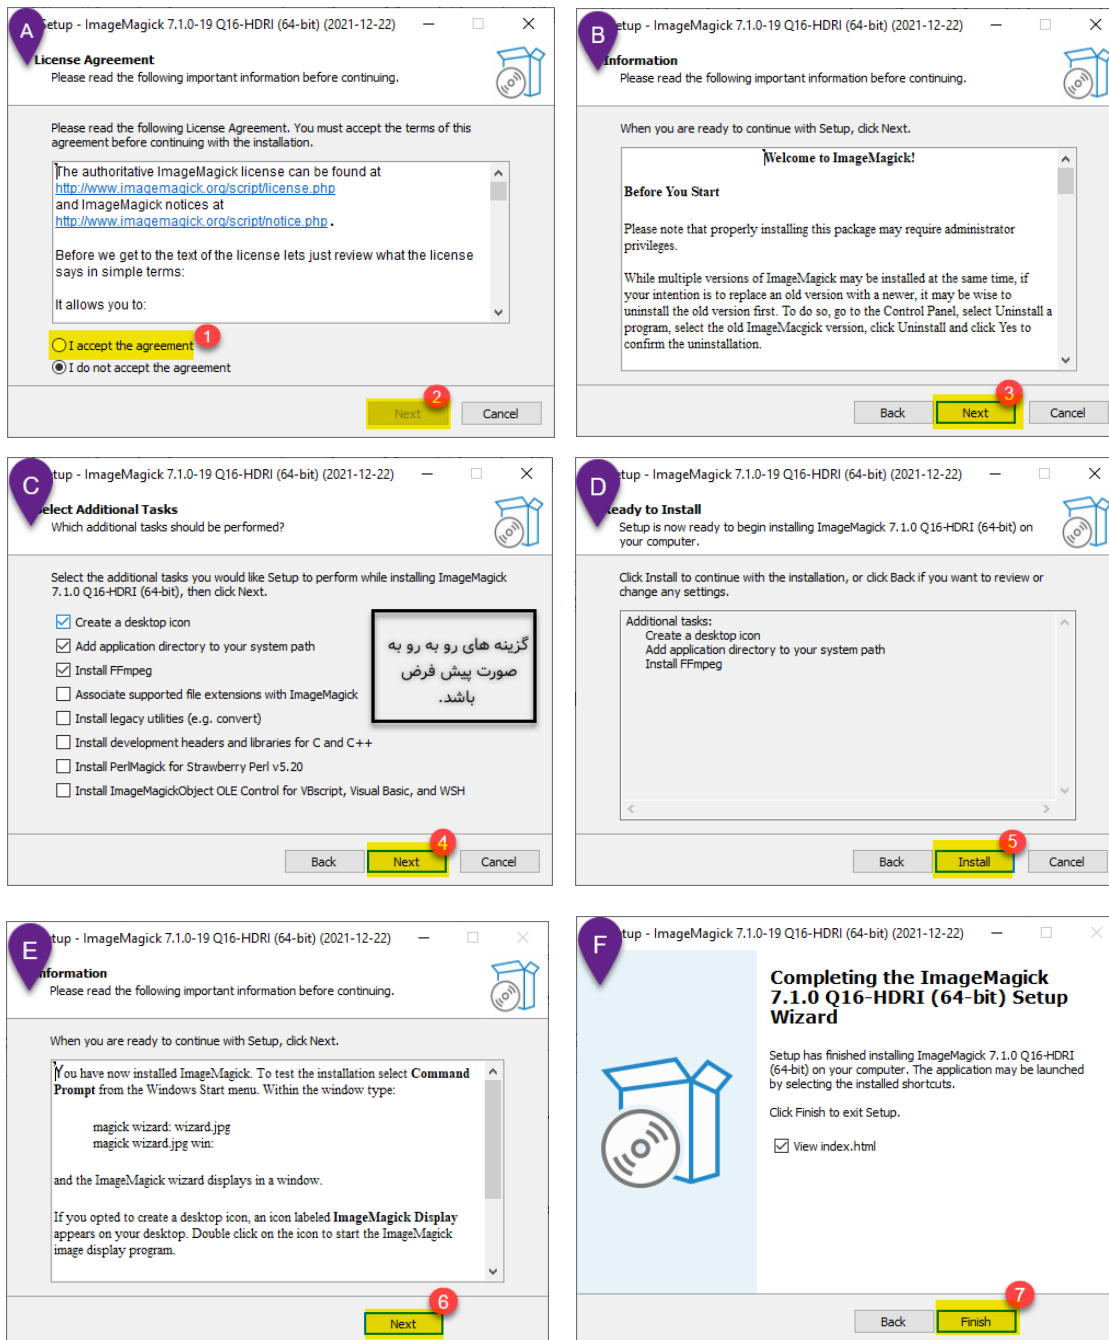 A
Setup - ImageMagick 7.1.0-19 Q16-HDRI (64-bit) (2021-12-22)
License Agreement
Please read the following important information before continuing.
Please read the following License Agreement. You must accept the terms of this
agreement before continuing with the installation.
The authoritative ImageMagick license can be found at
http://www.imagemagick.org/script/license.php
and ImageMagick notices at
http://www.imagemagick.org/script/notice.php .
Before we get to the text of the license lets just review what the license
says in simple terms:
It allows you to:
I accept the agreement
1
I do not accept the agreement
2
Next
Cancel
B
etup - ImageMagick 7.1.0-19 Q16-HDRI (64-bit) (2021-12-22)
Information
Please read the following important information before continuing.
When you are ready to continue with Setup, click Next.
Welcome to ImageMagick!
Before You Start
Please note that properly installing this package may require administrator
privileges.
While multiple versions of ImageMagick may be installed at the same time, if
your intention is to replace an old version with a newer, it may be wise to
uninstall the old version first. To do so, go to the Control Panel, select Uninstall a
program, select the old ImageMacgick version, click Uninstall and click Yes to
confirm the uninstallation.
3
Back
Next
Cancel
C
tup - ImageMagick 7.1.0-19 Q16-HDRI (64-bit) (2021-12-22)
elect Additional Tasks
Which additional tasks should be performed?
Select the additional tasks you would like Setup to perform while installing ImageMagick
7.1.0 Q16-HDRI (64-bit), then click Next.
Create a desktop icon
Add application directory to your system path
Install FFmpeg
Associate supported file extensions with ImageMagick
Install legacy utilities (e.g. convert)
Install development headers and libraries for C and C++
Install PerlMagick for Strawberry Perl v5.20
Install ImageMagickObject OLE Control for VBscript, Visual Basic, and WSH
گزینه های رو به رو به
صورت پیش فرض
باشد.
4
Back
Next
Cancel
D
tup - ImageMagick 7.1.0-19 Q16-HDRI (64-bit) (2021-12-22)
eady to Install
Setup is now ready to begin installing ImageMagick 7.1.0 Q16-HDRI (64-bit) on
your computer.
Click Install to continue with the installation, or click Back if you want to review or
change any settings.
Additional tasks:
Create a desktop icon
Add application directory to your system path
Install FFmpeg
5
Back
Install
Cancel
E
tup - ImageMagick 7.1.0-19 Q16-HDRI (64-bit) (2021-12-22)
nformation
Please read the following important information before continuing.
When you are ready to continue with Setup, click Next.
You have now installed ImageMagick. To test the installation select Command
Prompt from the Windows Start menu. Within the window type:
magick wizard: wizard.jpg
magick wizard.jpg win:
and the ImageMagick wizard displays in a window.
If you opted to create a desktop icon, an icon labeled ImageMagick Display
appears on your desktop. Double click on the icon to start the ImageMagick
image display program.
6
Next
F
tup - ImageMagick 7.1.0-19 Q16-HDRI (64-bit) (2021-12-22)
Completing the ImageMagick
7.1.0 Q16-HDRI (64-bit) Setup
Wizard
Setup has finished installing ImageMagick 7.1.0 Q16-HDRI
(64-bit) on your computer. The application may be launched
by selecting the installed shortcuts.
Click Finish to exit Setup.
View index.html
7
Back
Finish